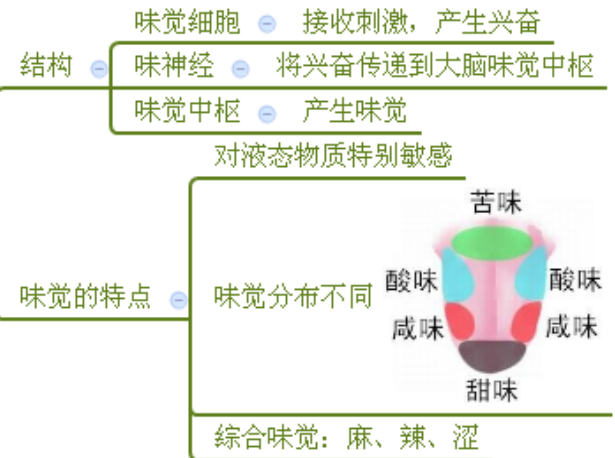 味觉细胞 接收刺激，产生兴奋
结构 味神经 将兴奋传递到大脑味觉中枢
味觉中枢 产生味觉
对液态物质特别敏感
苦味
味觉的特点 味觉分布不同 酸味 酸味
咸味 咸味
甜味
综合味觉：麻、辣、涩